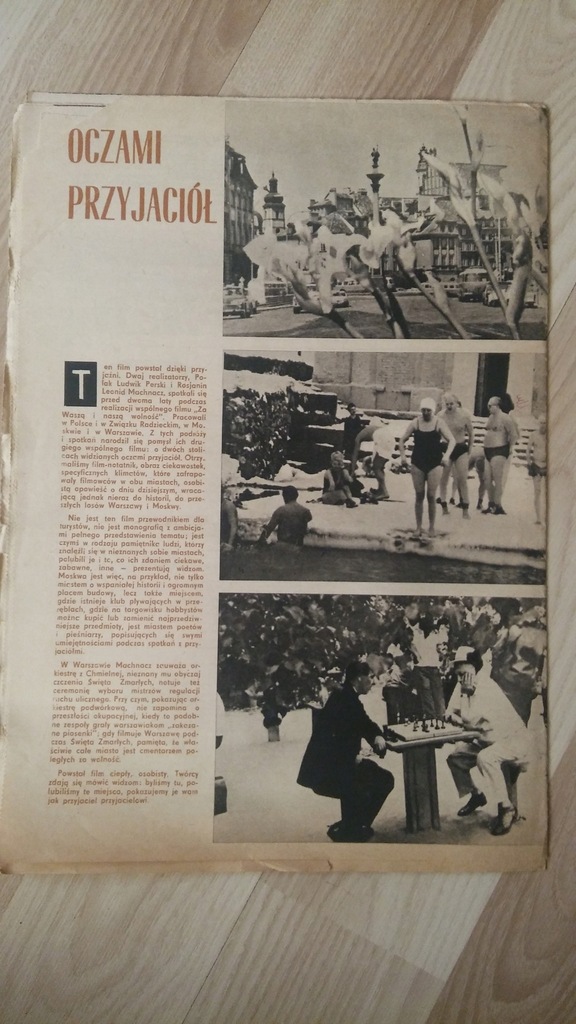 OCZAMI
PRZYJACIÓŁ
Ten film powstał dzięki przy-
jaźni. Dwaj realizatorzy, Po-
lak Ludwik Perski i Rosjanin
Leonid Machnacz, spotkali się
przed dwoma laty podczas
realizacji wspólnego filmu „Za
Waszą i naszą wolność”. Pracowali
w Polsce i w Związku Radzieckim, w Mo-
skwie i w Warszawie. Z tych podróży
i spotkań narodził się pomysł ich dru-
giego wspólnego filmu: o dwóch stoli-
cach widzianych oczami przyjaciół. Otrzy-
maliśmy film-notatnik, obraz ciekawostek,
specyficznych klimatów, które zafrapo-
wały filmowców w obu miastach, osobi-
stą opowieść o dniu dzisiejszym, wraca-
jącą jednak nieraz do historii, do prze-
szłych losów Warszawy i Moskwy.
Nie jest ten film przewodnikiem dla
turystów, nie jest monografią z ambicja-
mi pełnego przedstawienia tematu; jest
czymś w rodzaju pamiętnika ludzi, którzy
znaleźli się w nieznanych sobie miastach,
polubili je i to, co ich zdaniem ciekawe,
zabawne, inne — prezentują widzom.
Moskwa jest więc, na przykład, nie tylko
miastem o wspaniałej historii i ogromnym
placem budowy, lecz także miejscem,
gdzie istnieje klub pływających w prze-
ręblach, gdzie na targowisku hobbystów
można kupić lub zamienić najprzedziw-
niejsze przedmioty, jest miastem poetów
i pieśniarzy, popisujących się swymi
umiejętnościami podczas spotkań z przy-
jaciółmi.
W Warszawie Machnacz zauważa or-
kiestrę z Chmielnej, nieznany mu obyczaj
czczenia Święta Zmarłych, notuje też
ceremonię wyboru mistrzów regulacji
ruchu ulicznego. Przy czym, pokazując or-
kiestrę podwórkową, nie zapomina o
przeszłości okupacyjnej, kiedy to podob-
ne zespoły grały warszawiakom „zakaza-
ne piosenki”; gdy filmuje Warszawę pod-
czas Święta Zmarłych, pamięta, że wła-
ściwie całe miasto jest cmentarzem po-
ległych za wolność.
Powstał film ciepły, osobisty. Twórcy
zdają się mówić widzom: byliśmy tu, po-
lubiliśmy te miejsca, pokazujemy je wam
jak przyjaciel przyjacielowi.